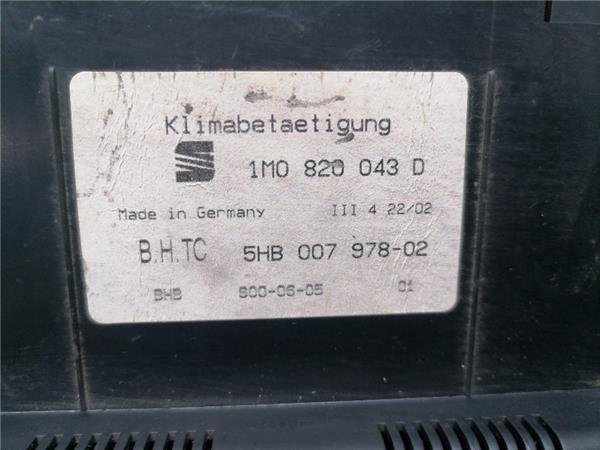 Klimabetaetigung
1M0 820 043 D
Made in Germany III 4 22/02
B.H.TC 5HB 007 978-02
BHB S00-06-05 01